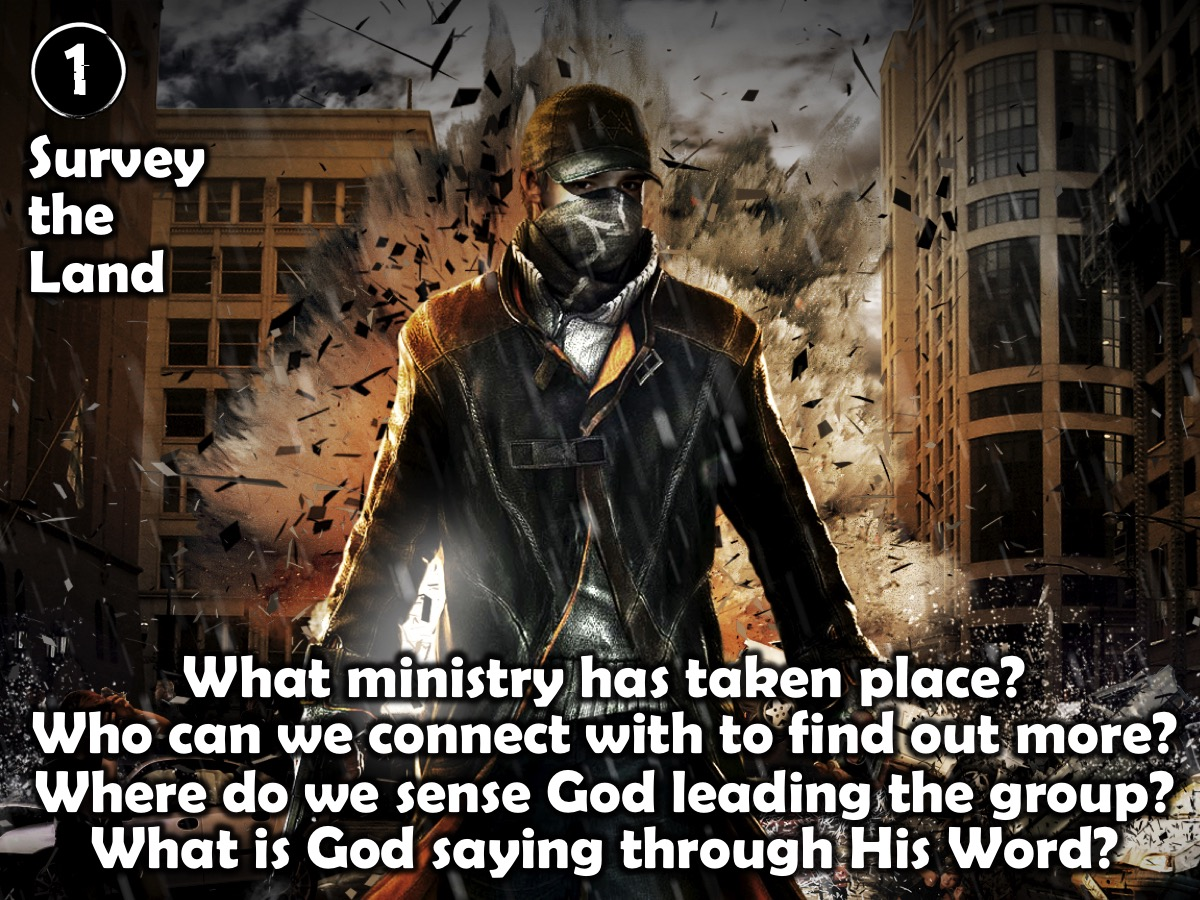 1
Survey
the
Land
What ministry has taken place?
Who can we connect with to find out more?
Where do we sense God leading the group?
What is God saying through His Word?